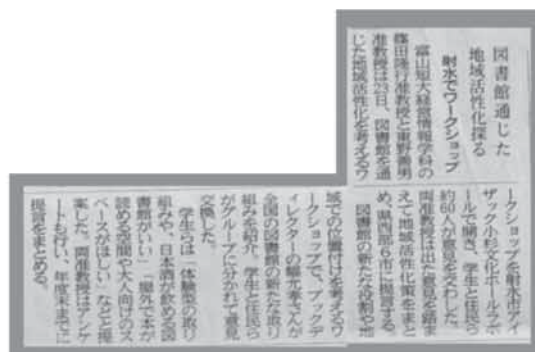 図書館通じた
地域活性化探る
射水でワークショップ
富山短大経営情報学科の
篠田隆行准教授と東野善男
准教授は23日、図書館を通
じた地域活性化を考えるワ
ークショップを射水市アイ
ザック小杉文化ホールラポ
ールで開き、学生と住民ら
約60人が意見を交わした。
両准教授は出た意見を踏ま
えて地域活性化策をまと
め、県西部6市に提言する。
図書館の新たな役割や地
域での位置付けを考えるワ
ークショップで、ブックデ
ィレクターの幅允孝さんが
全国の図書館の新たな取り
組みを紹介。学生と住民ら
がグループに分かれて意見
交換した。
学生らは「体験型の取り
組みや、日本酒が飲める図
書館がいい」「屋外で本が
読める空間や大人向けのス
ペースがほしい」などと提
案した。両准教授はアンケ
ートも行い、年度末までに
提言をまとめる。